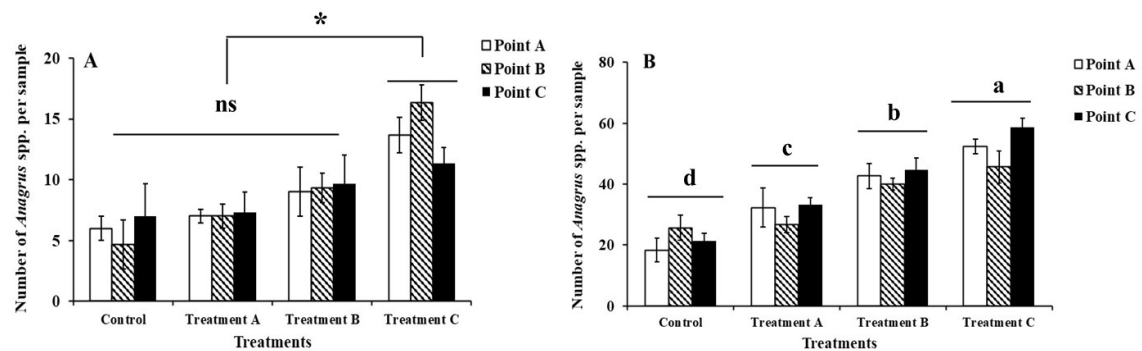 A
*
ns
Point A
Point B
Point C
Number of Anagrus spp. per sample
20
15
10
5
0
Control
Treatment A
Treatment B
Treatment C
Treatments
B
d
c
b
a
Point A
Point B
Point C
Number of Anagrus spp. per sample
80
60
40
20
0
Control
Treatment A
Treatment B
Treatment C
Treatments